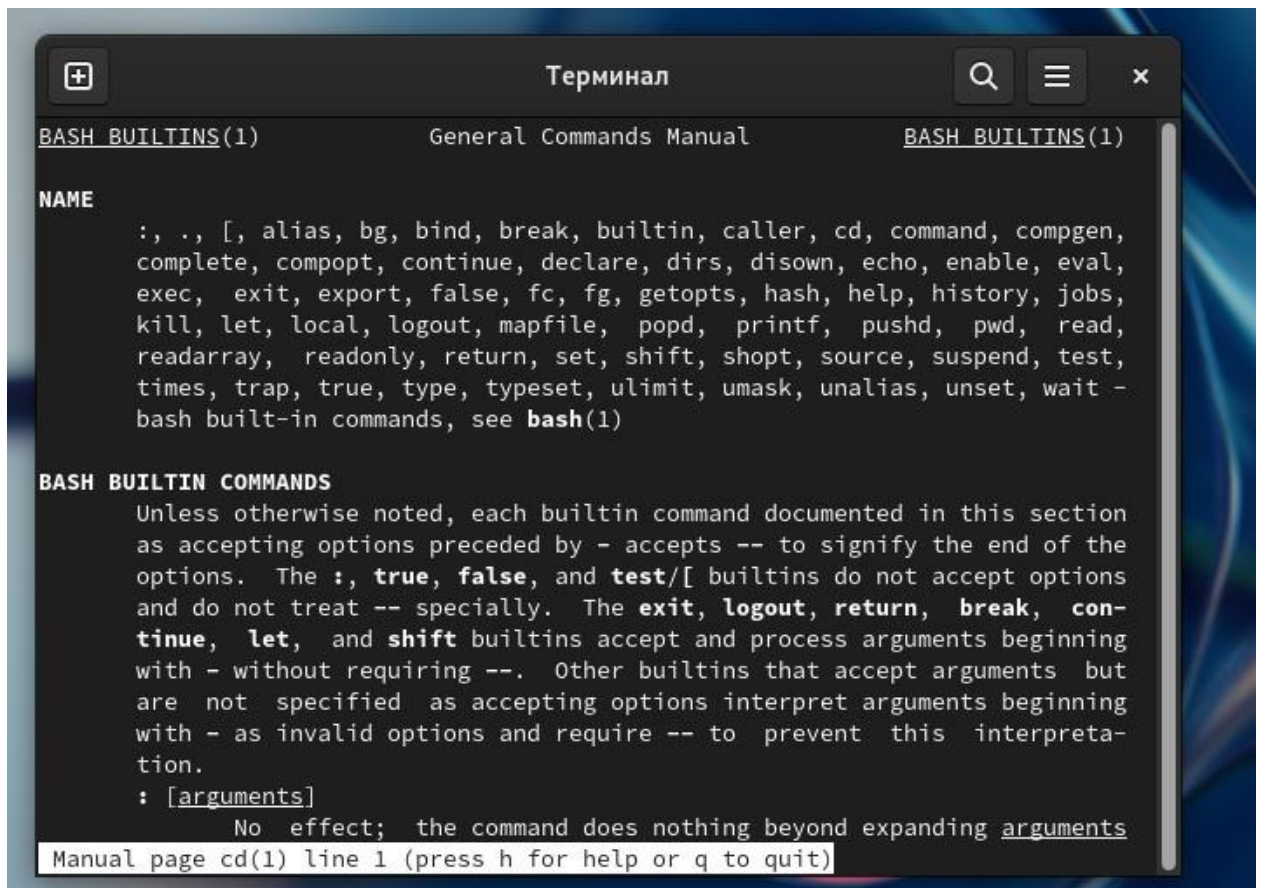 Терминал
BASH BUILTINS(1) General Commands Manual BASH BUILTINS(1)
NAME
:, ., [, alias, bg, bind, break, builtin, caller, cd, command, compgen,
complete, compopt, continue, declare, dirs, disown, echo, enable, eval,
exec, exit, export, false, fc, fg, getopts, hash, help, history, jobs,
kill, let, local, logout, mapfile, popd, printf, pushd, pwd, read,
readarray, readonly, return, set, shift, shopt, source, suspend, test,
times, trap, true, type, typeset, ulimit, umask, unalias, unset, wait -
bash built-in commands, see bash(1)
BASH BUILTIN COMMANDS
Unless otherwise noted, each builtin command documented in this section
as accepting options preceded by - accepts -- to signify the end of the
options. The :, true, false, and test/[ builtins do not accept options
and do not treat -- specially. The exit, logout, return, break, con-
tinue, let, and shift builtins accept and process arguments beginning
with - without requiring --. Other builtins that accept arguments but
are not specified as accepting options interpret arguments beginning
with - as invalid options and require -- to prevent this interpreta-
tion.
: [arguments]
No effect; the command does nothing beyond expanding arguments
Manual page cd(1) line 1 (press h for help or q to quit)